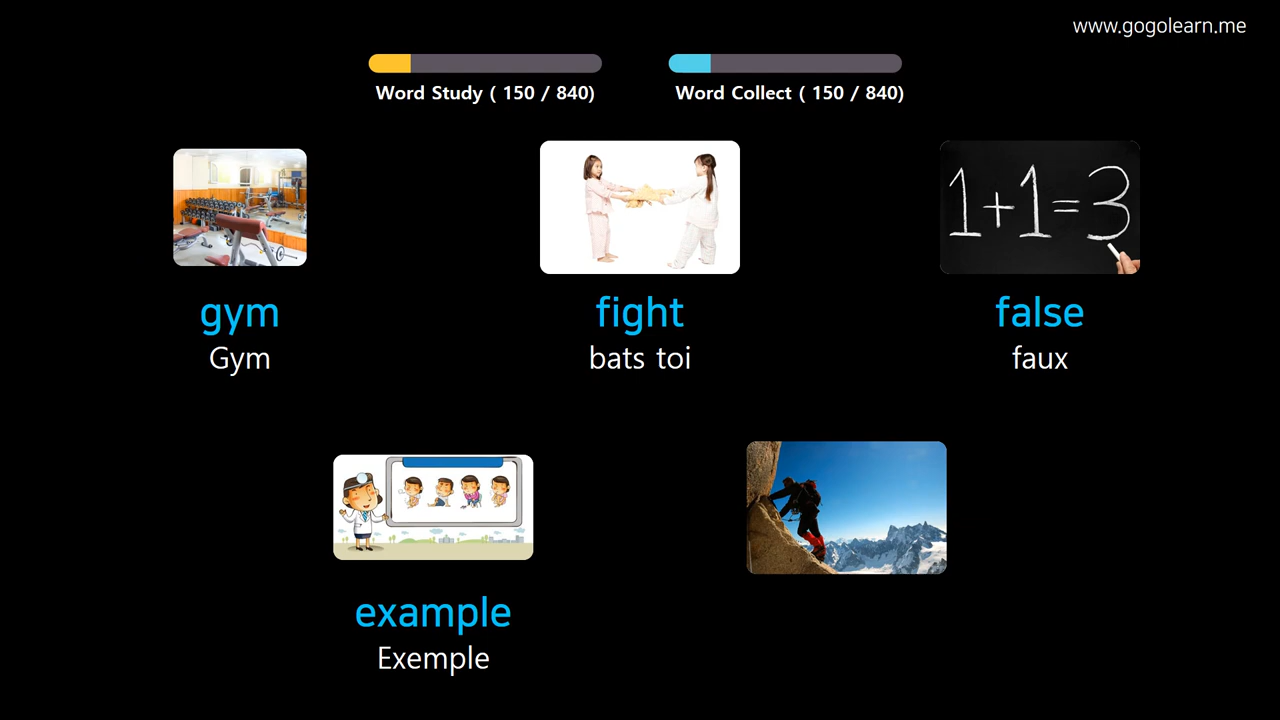 www.gogolearn.me
Word Study ( 150 / 840)
Word Collect ( 150 / 840)
1+1=3
gym
Gym
fight
bats toi
false
faux
example
Exemple